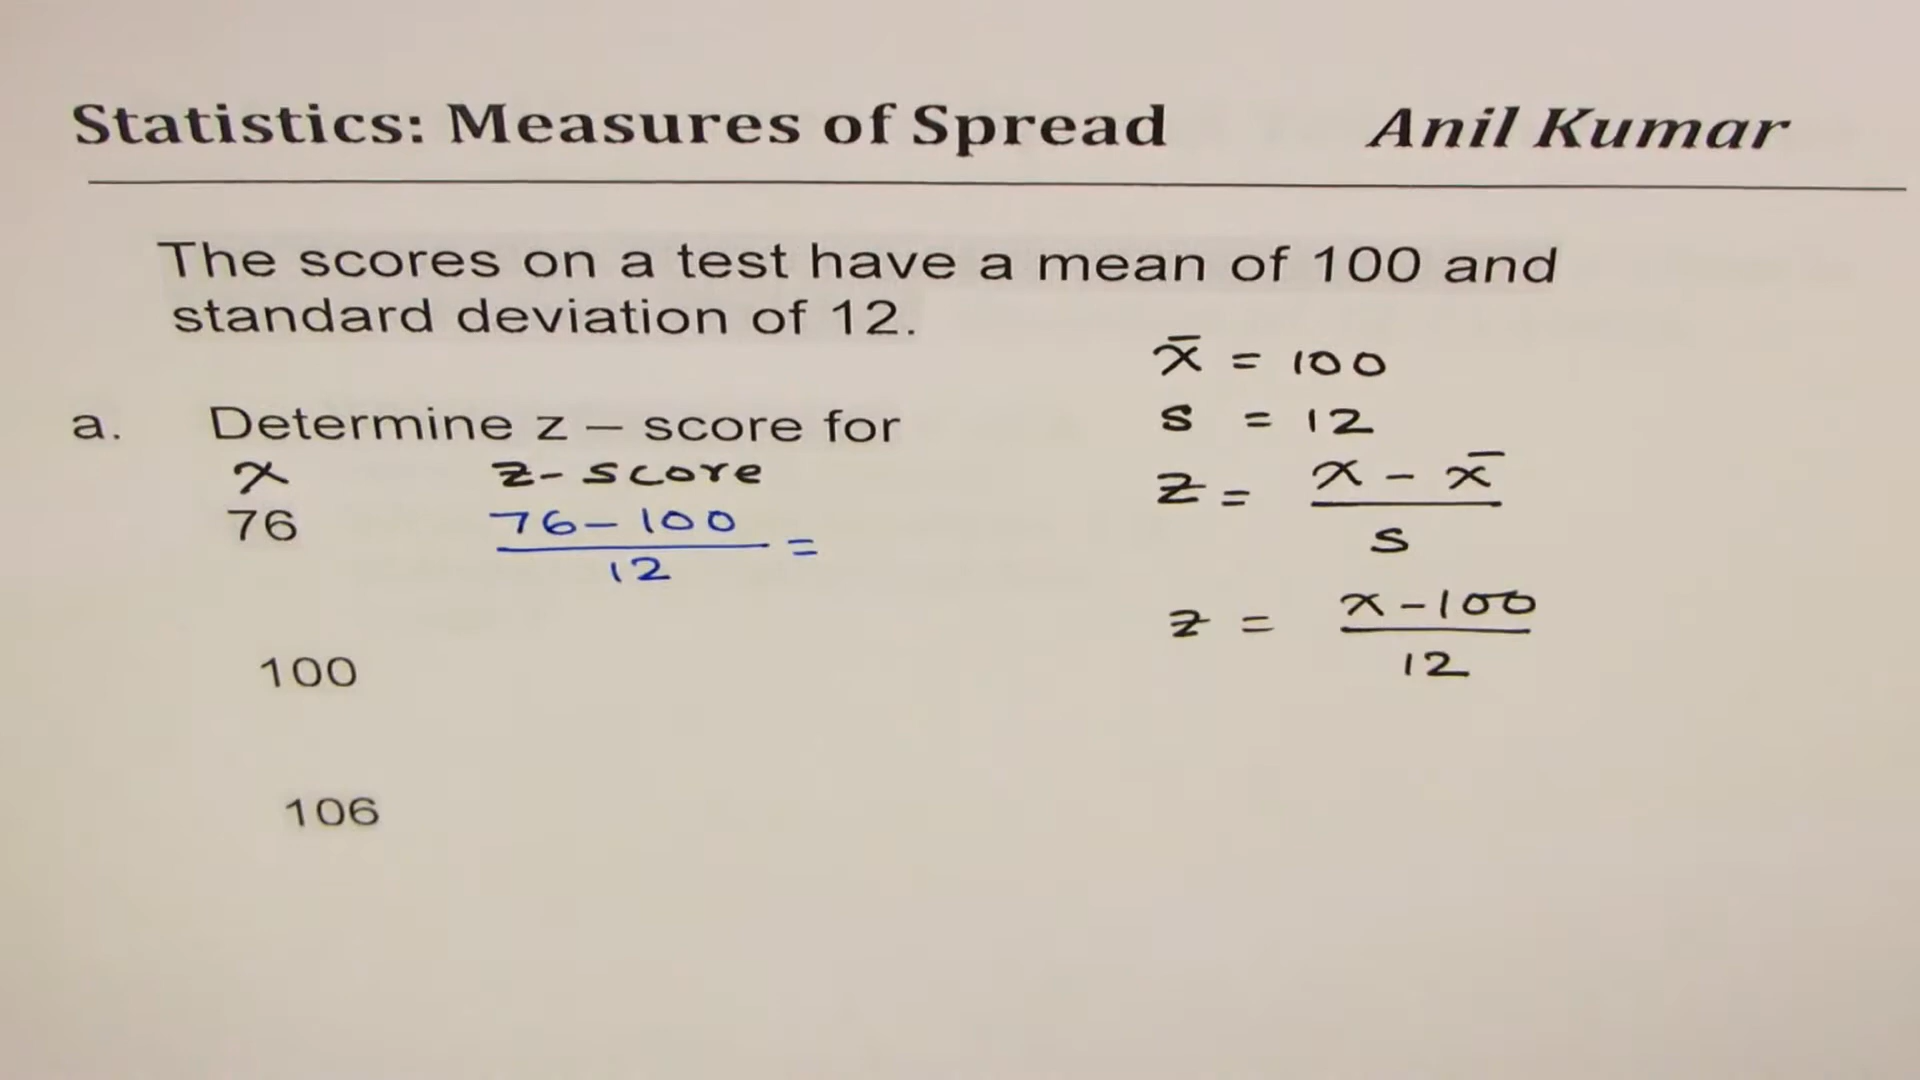 Statistics: Measures of Spread Anil Kumar
The scores on a test have a mean of 100 and
standard deviation of 12.
x̄ = 100
a. Determine z – score for
s = 12
x z-score
z = x - x̄
76
76-100 =
12
s
z = x-100
12
100
106